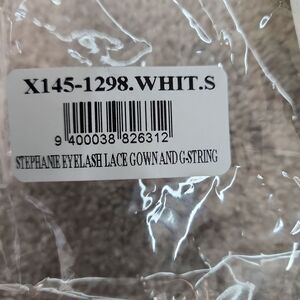 X145-1298.WHIT.S
9 400038 826312
STEPHANIE EYELASH LACE GOWN AND G-STRING